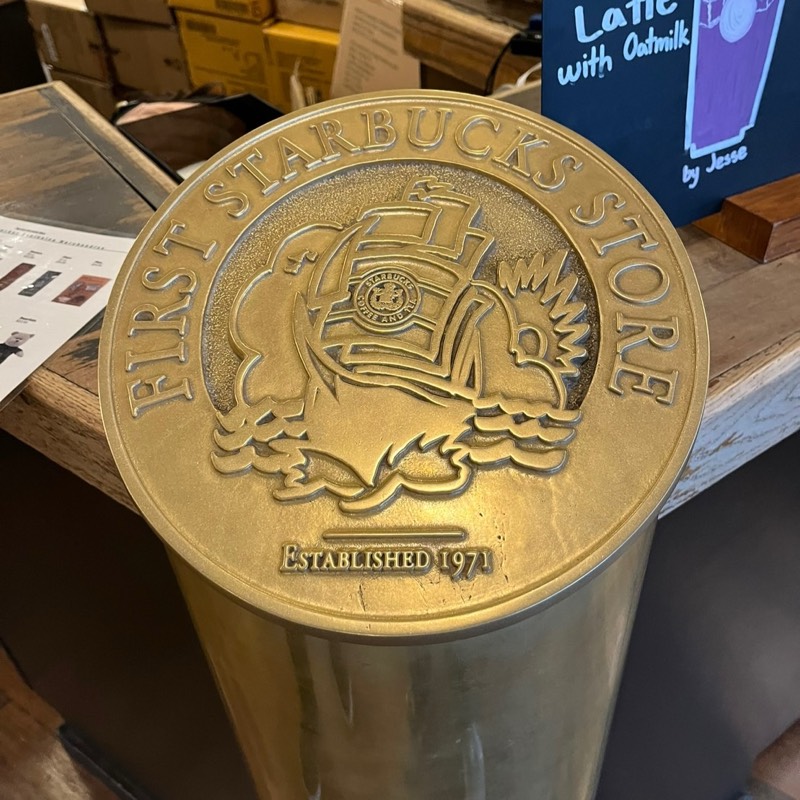 Latte
with Oatmilk
by Jesse
FIRST STARBUCKS STORE
STARBUCKS
COFFEE AND TEA
ESTABLISHED 1971